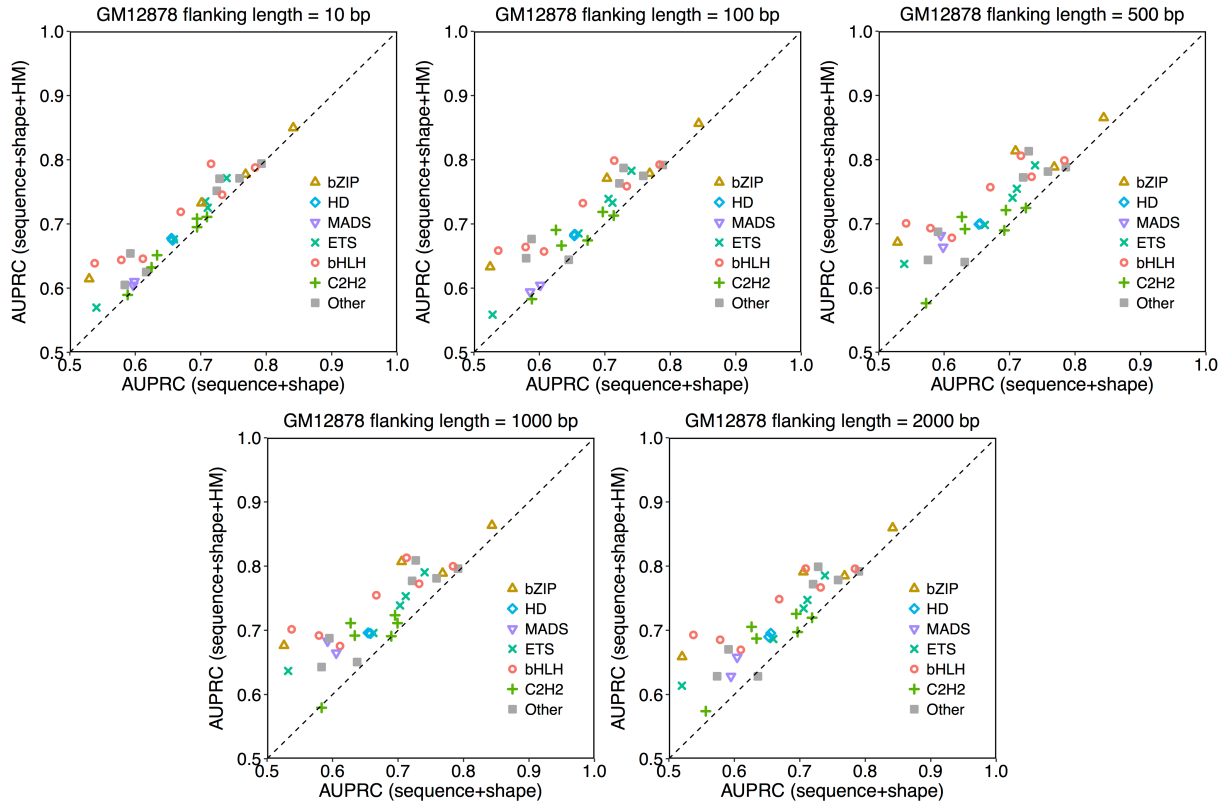 GM12878 flanking length = 10 bp
AUPRC (sequence+shape+HM)
1.0
0.9
0.8
0.7
0.6
0.5
bZIP
HD
MADS
ETS
bHLH
C2H2
Other
0.5 0.6 0.7 0.8 0.9 1.0
AUPRC (sequence+shape)
GM12878 flanking length = 100 bp
AUPRC (sequence+shape+HM)
1.0
0.9
0.8
0.7
0.6
0.5
bZIP
HD
MADS
ETS
bHLH
C2H2
Other
0.5 0.6 0.7 0.8 0.9 1.0
AUPRC (sequence+shape)
GM12878 flanking length = 500 bp
AUPRC (sequence+shape+HM)
1.0
0.9
0.8
0.7
0.6
0.5
bZIP
HD
MADS
ETS
bHLH
C2H2
Other
0.5 0.6 0.7 0.8 0.9 1.0
AUPRC (sequence+shape)
GM12878 flanking length = 1000 bp
AUPRC (sequence+shape+HM)
1.0
0.9
0.8
0.7
0.6
0.5
bZIP
HD
MADS
ETS
bHLH
C2H2
Other
0.5 0.6 0.7 0.8 0.9 1.0
AUPRC (sequence+shape)
GM12878 flanking length = 2000 bp
AUPRC (sequence+shape+HM)
1.0
0.9
0.8
0.7
0.6
0.5
bZIP
HD
MADS
ETS
bHLH
C2H2
Other
0.5 0.6 0.7 0.8 0.9 1.0
AUPRC (sequence+shape)